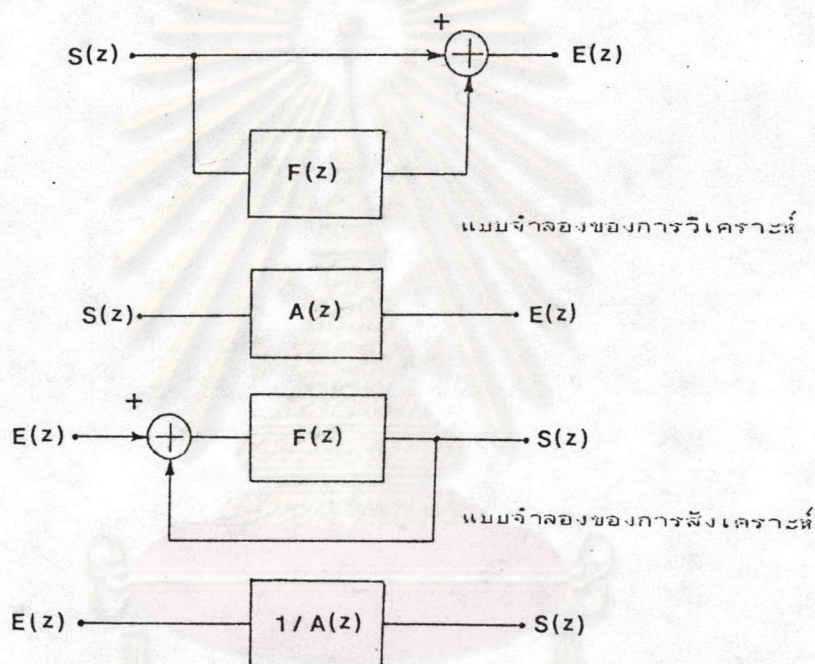 +
S(z) + E(z)
F(z)
แบบจำลองของการวิเคราะห์
S(z) A(z) E(z)
+
E(z) + F(z) S(z)
แบบจำลองของการสังเคราะห์
E(z) 1/A(z) S(z)